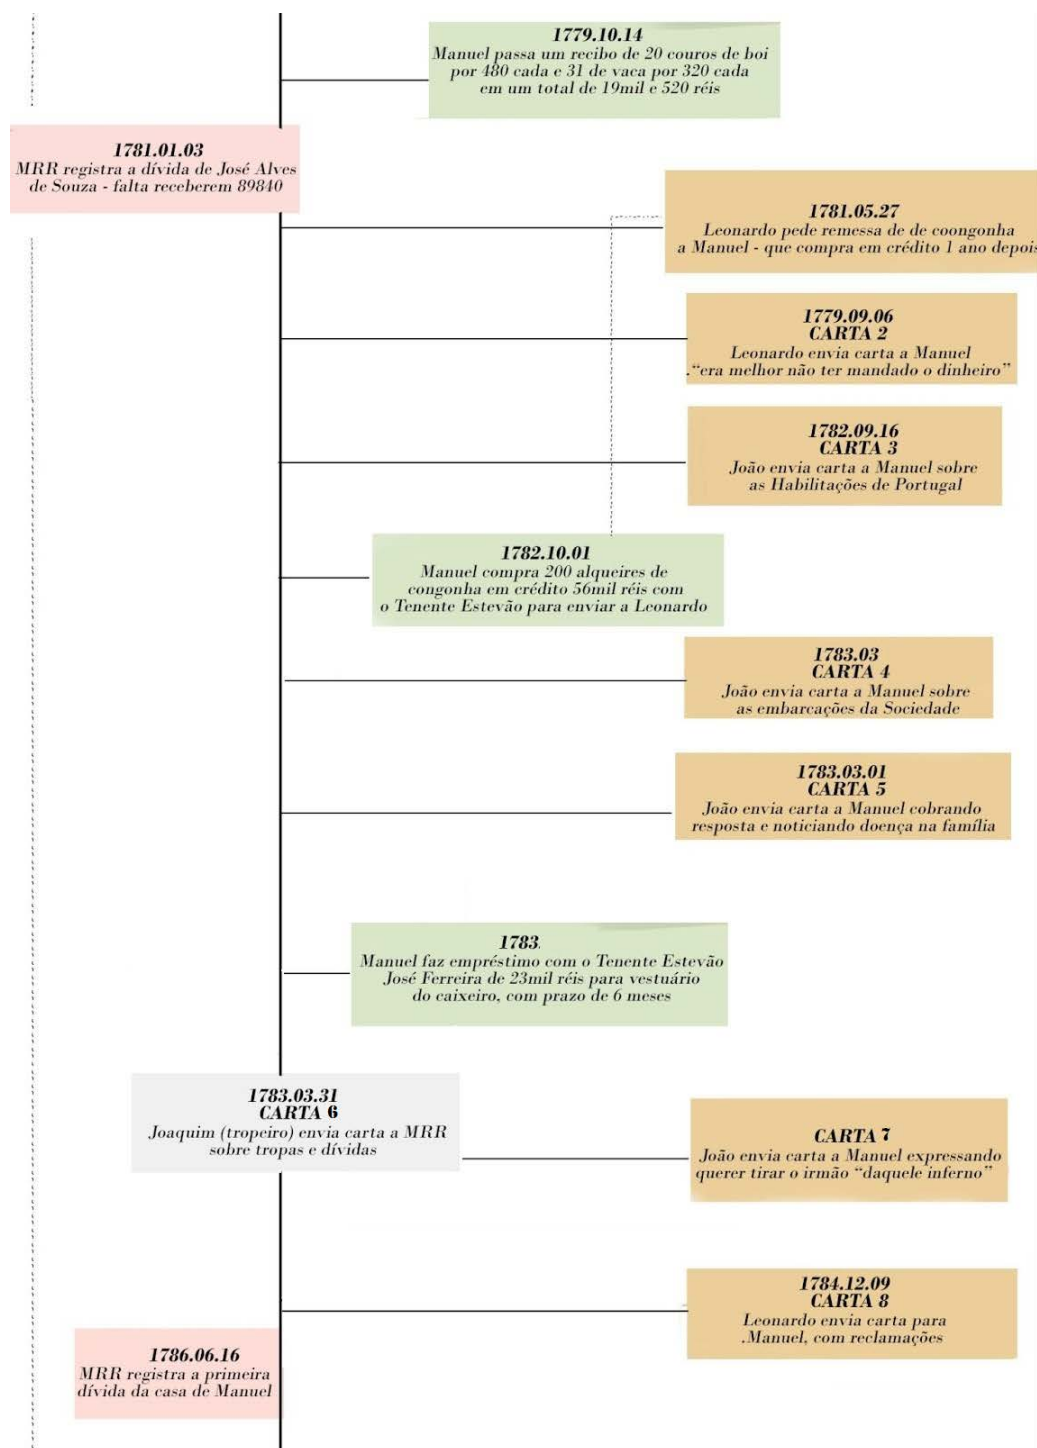 1779.10.14
Manuel passa um recibo de 20 couros de boi
por 480 cada e 31 de vaca por 320 cada
em um total de 19mil e 520 réis
1781.01.03
MRR registra a dívida de José Alves
de Souza - falta receberem 89840
1781.05.27
Leonardo pede remessa de de coongonha
a Manuel - que compra em crédito 1 ano depois
1779.09.06
CARTA 2
Leonardo envia carta a Manuel
.“era melhor não ter mandado o dinheiro”
1782.09.16
CARTA 3
João envia carta a Manuel sobre
as Habilitações de Portugal
1782.10.01
Manuel compra 200 alqueires de
congonha em crédito 56mil réis com
o Tenente Estevão para enviar a Leonardo
1783.03
CARTA 4
João envia carta a Manuel sobre
as embarcações da Sociedade
1783.03.01
CARTA 5
João envia carta a Manuel cobrando
resposta e noticiando doença na família
1783.
Manuel faz empréstimo com o Tenente Estevão
José Ferreira de 23mil réis para vestuário
do caixeiro, com prazo de 6 meses
1783.03.31
CARTA 6
Joaquim (tropeiro) envia carta a MRR
sobre tropas e dívidas
CARTA 7
João envia carta a Manuel expressando
querer tirar o irmão “daquele inferno”
1784.12.09
CARTA 8
Leonardo envia carta para
.Manuel, com reclamações
1786.06.16
MRR registra a primeira
dívida da casa de Manuel